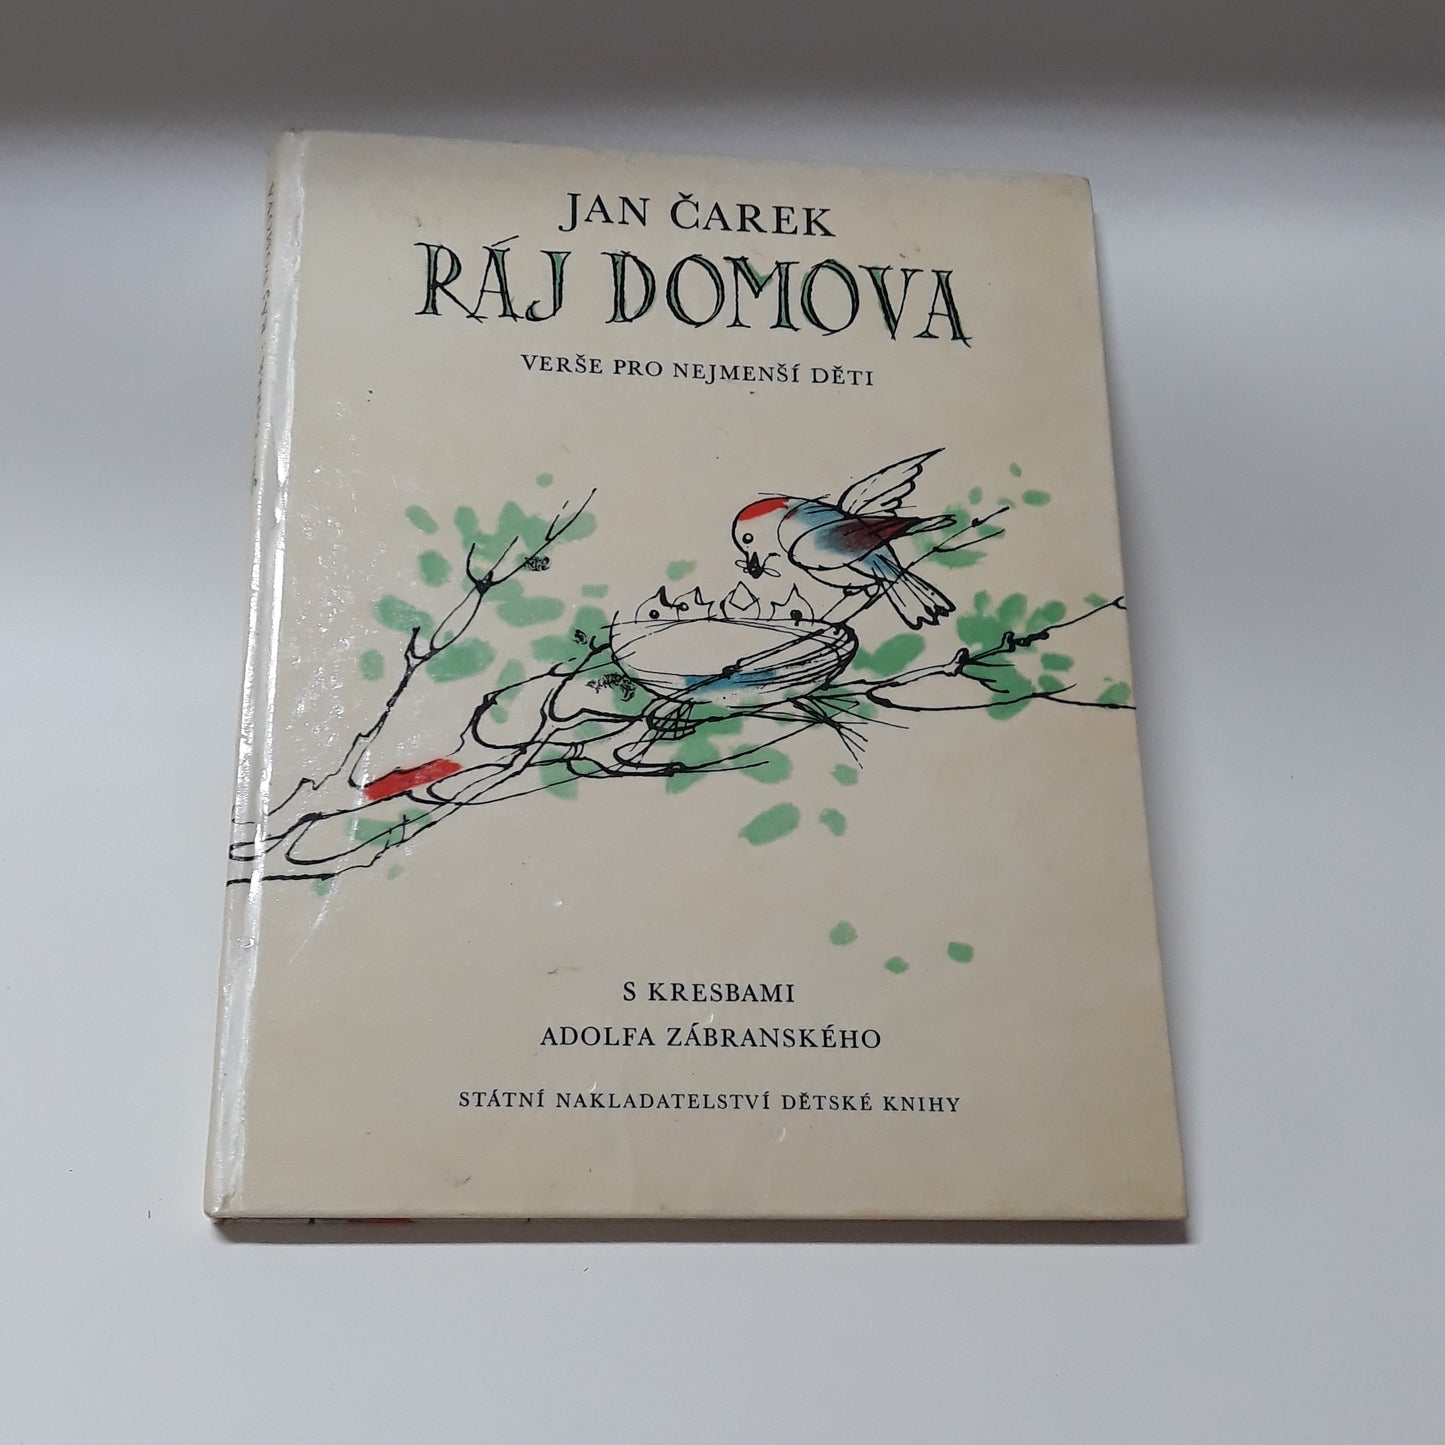 JAN ČAREK
RÁJ DOMOVA
VERŠE PRO NEJMENŠÍ DĚTI
S KRESBAMI
ADOLFA ZÁBRANSKÉHO
STÁTNÍ NAKLADATELSTVÍ DĚTSKÉ KNIHY